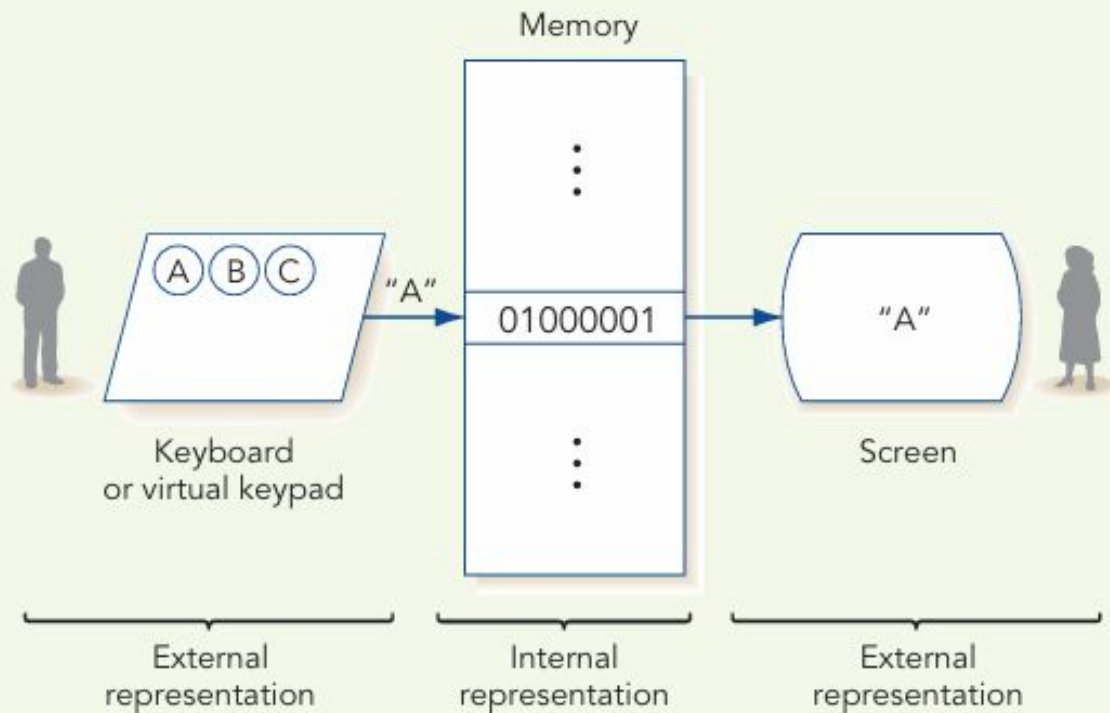 Memory
A B C
“A”
01000001
“A”
Keyboard
or virtual keypad
Screen
External
representation
Internal
representation
External
representation